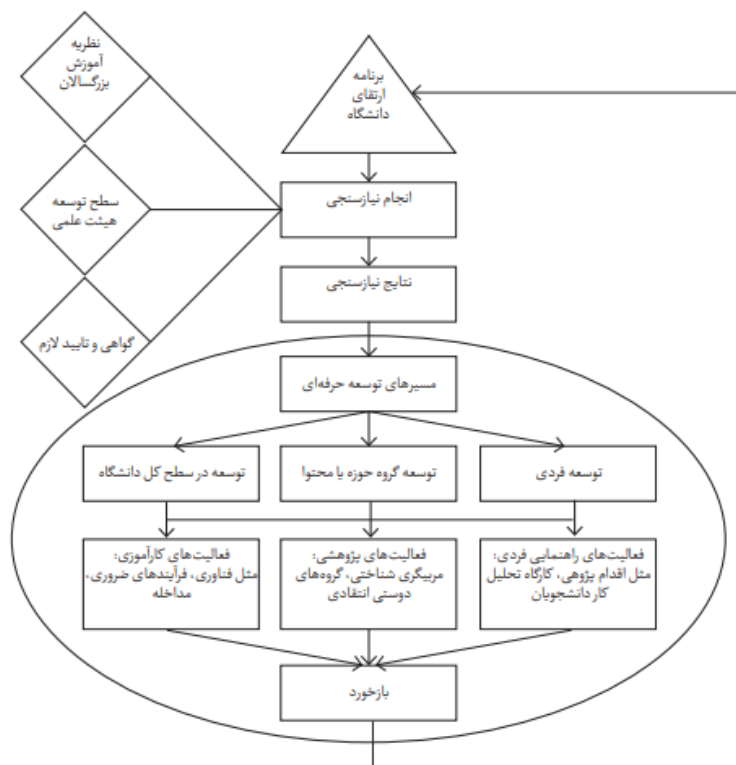 نظریه
آموزش
بزرگسالان
برنامه
ارتقای
دانشگاه
سطح توسعه
هیئت علمی
انجام نیازسنجی
نتایج نیازسنجی
گواهی و تایید لازم
مسیرهای توسعه حرفه‌ای
توسعه فردی
توسعه گروه حوزه یا محتوا
توسعه در سطح کل دانشگاه
فعالیت‌های راهنمایی فردی:
مثل اقدام پژوهی، کارگاه تحلیل
کار دانشجویان
فعالیت‌های پژوهشی:
مربیگری شناختی، گروه‌های
دوستی انتقادی
فعالیت‌های کارآموزی:
مثل فناوری، فرآیندهای ضروری،
مداخله
بازخورد